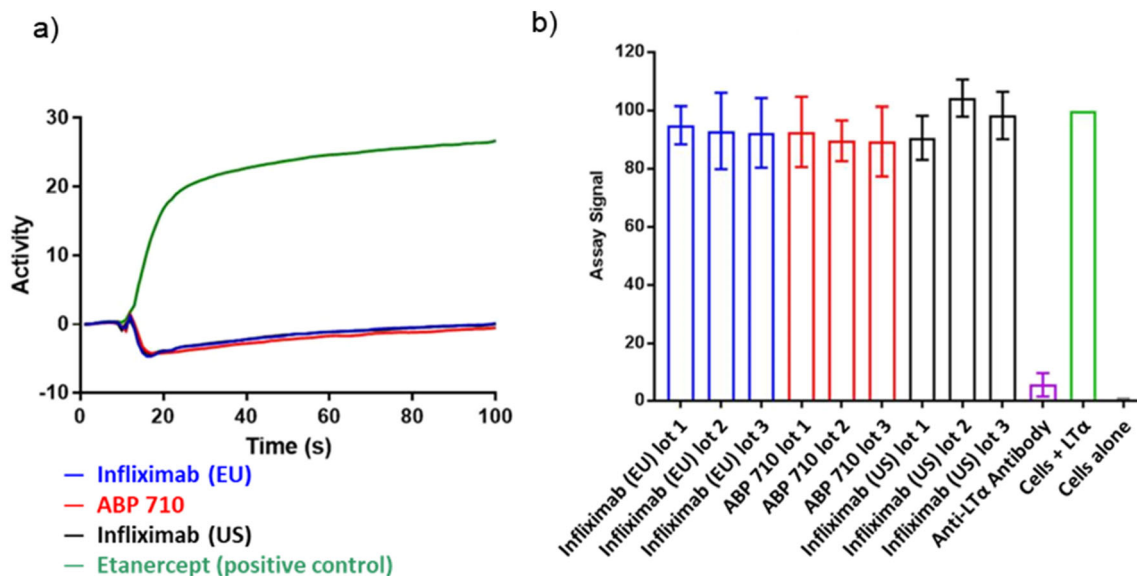 a)
30
20
10
0
-10
Activity
0
20
40
60
80
100
Time (s)
— Infliximab (EU)
— ABP 710
— Infliximab (US)
— Etanercept (positive control)
b)
120
100
80
60
40
20
0
Assay Signal
Infliximab (EU) lot 1
Infliximab (EU) lot 2
Infliximab (EU) lot 3
ABP 710 lot 1
ABP 710 lot 2
ABP 710 lot 3
Infliximab (US) lot 1
Infliximab (US) lot 2
Infliximab (US) lot 3
Anti-LTα Antibody
Cells + LTα
Cells alone